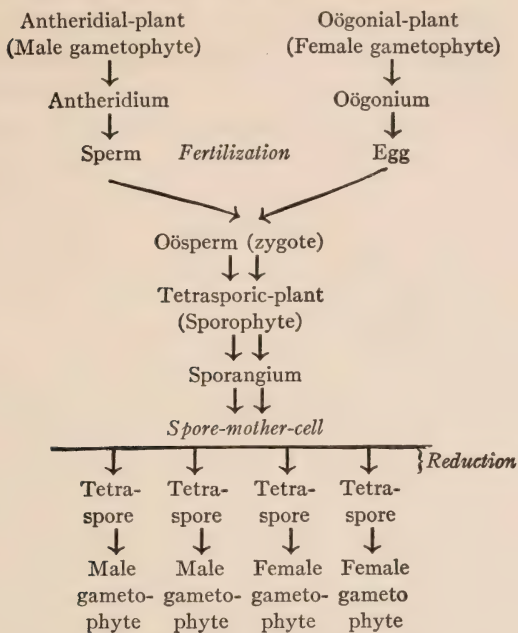 Antheridial-plant Oögonial-plant
(Male gametophyte) (Female gametophyte)
Antheridium Oögonium
Sperm Fertilization Egg
Oösperm (zygote)
Tetrasporic-plant
(Sporophyte)
Sporangium
Spore-mother-cell
}Reduction
Tetra- Tetra- Tetra- Tetra-
spore spore spore spore
Male Male Female Female
gameto- gameto- gameto- gameto
phyte phyte phyte phyte